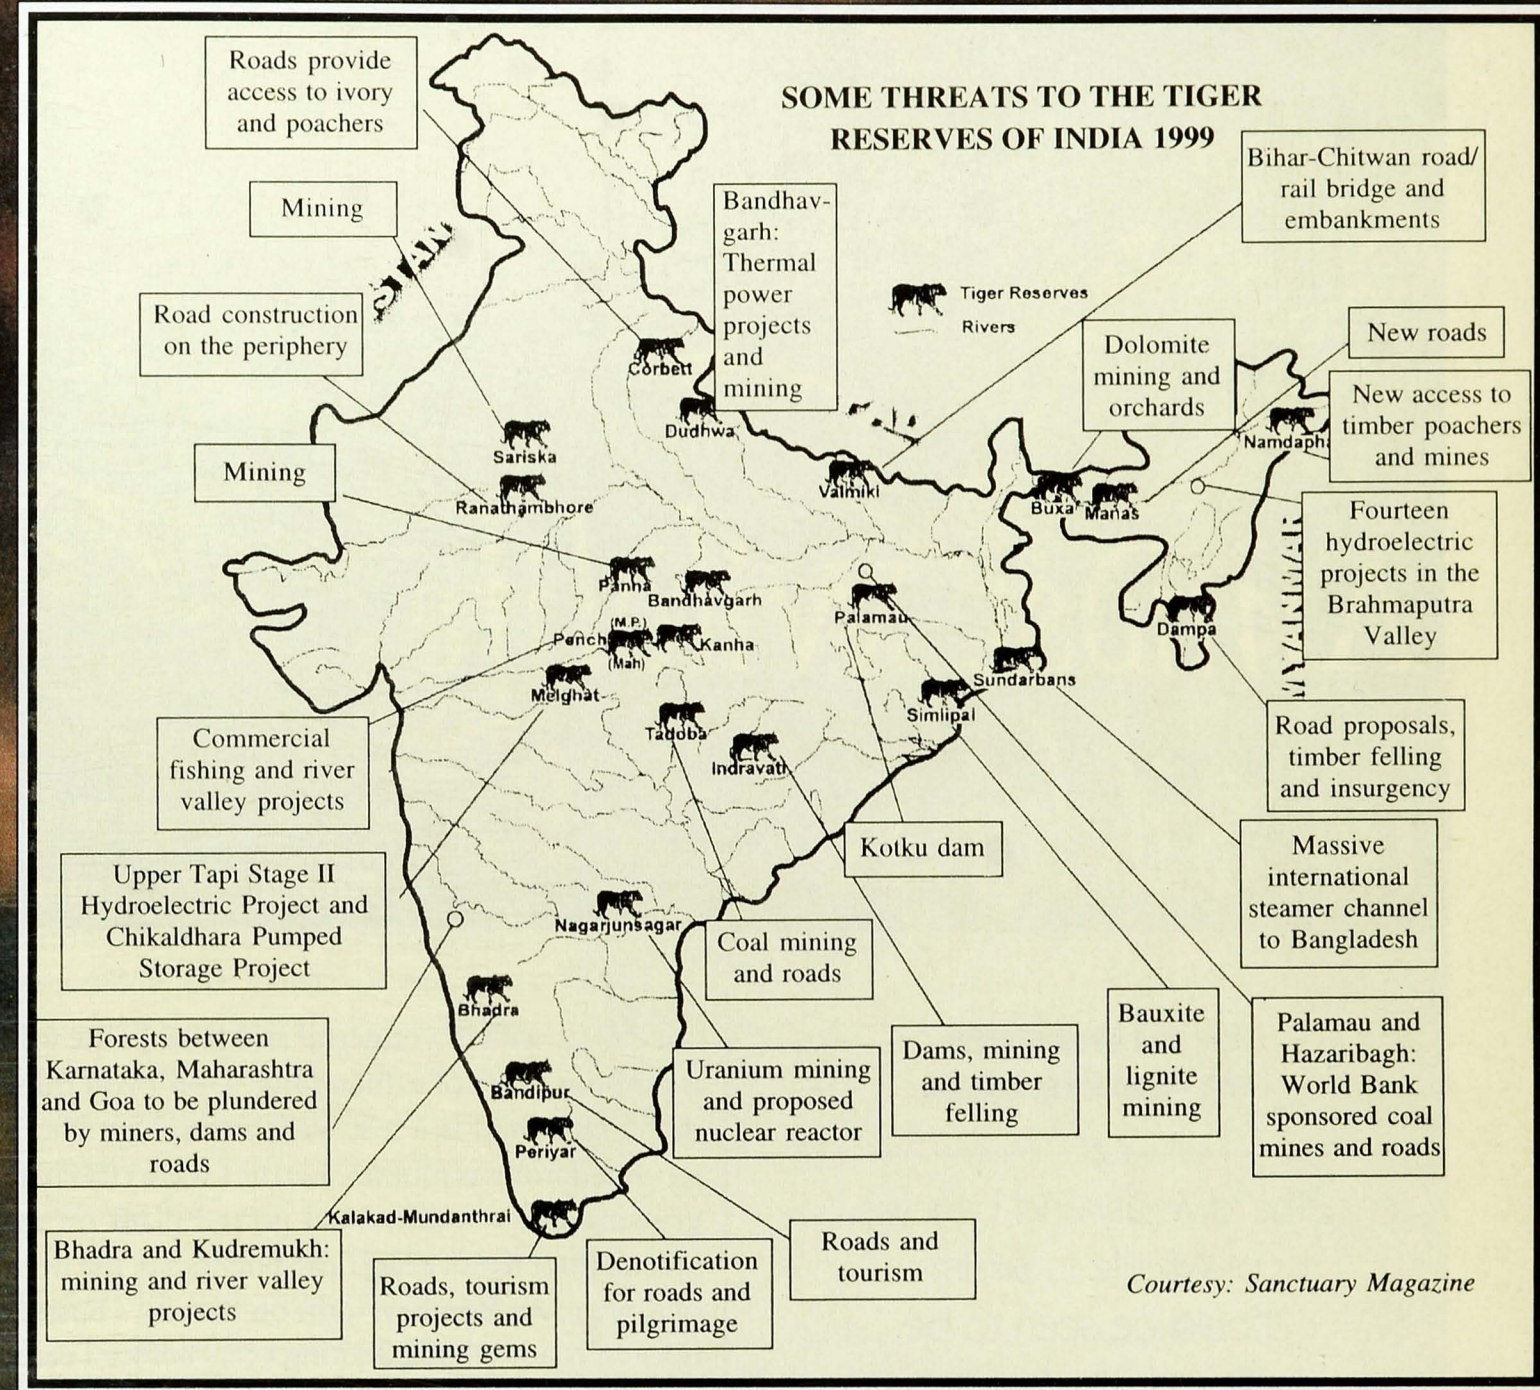 SOME THREATS TO THE TIGER
RESERVES OF INDIA 1999
Roads provide
access to ivory
and poachers
Mining
Road construction
on the periphery
Mining
Bandhav-
garh:
Thermal
power
projects
and
mining
Tiger Reserves
Rivers
Bihar-Chitwan road/
rail bridge and
embankments
Dolomite
mining and
orchards
New roads
New access to
timber poachers
and mines
Fourteen
hydroelectric
projects in the
Brahmaputra
Valley
STAN
MYANMAR
Corbett
Dudhwa
Sariska
Ranathambhore
Valmiki
Buxa
Manas
Namdapha
Panna
Bandhavgarh
Palamau
Dampa
(M.P.)
Pench
(Mah)
Kanha
Melghat
Sundarbans
Simlipal
Tadoba
Indravati
Nagarjunsagar
Bhadra
Bandipur
Periyar
Kalakad-Mundanthrai
Commercial
fishing and river
valley projects
Upper Tapi Stage II
Hydroelectric Project and
Chikaldhara Pumped
Storage Project
Forests between
Karnataka, Maharashtra
and Goa to be plundered
by miners, dams and
roads
Bhadra and Kudremukh:
mining and river valley
projects
Roads, tourism
projects and
mining gems
Denotification
for roads and
pilgrimage
Roads and
tourism
Uranium mining
and proposed
nuclear reactor
Coal mining
and roads
Kotku dam
Dams, mining
and timber
felling
Bauxite
and
lignite
mining
Palamau and
Hazaribagh:
World Bank
sponsored coal
mines and roads
Massive
international
steamer channel
to Bangladesh
Road proposals,
timber felling
and insurgency
Courtesy: Sanctuary Magazine